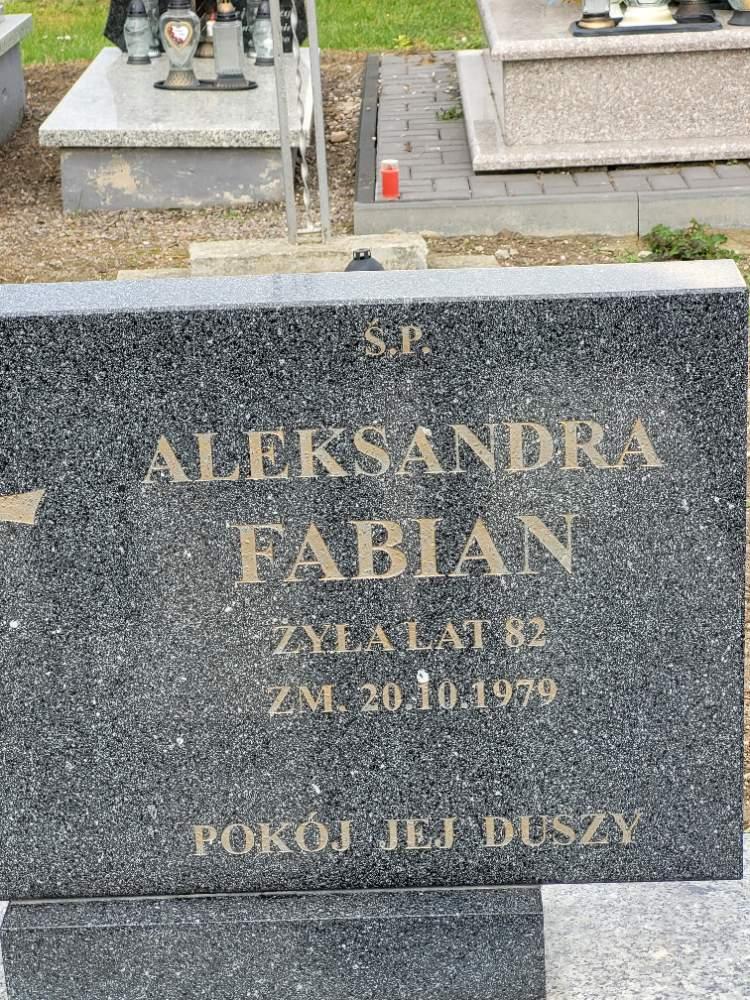 Ś.P.
ALEKSANDRA
FABIAN
ŻYŁA LAT 82
ZM. 20.10.1979
POKÓJ JEJ DUSZY